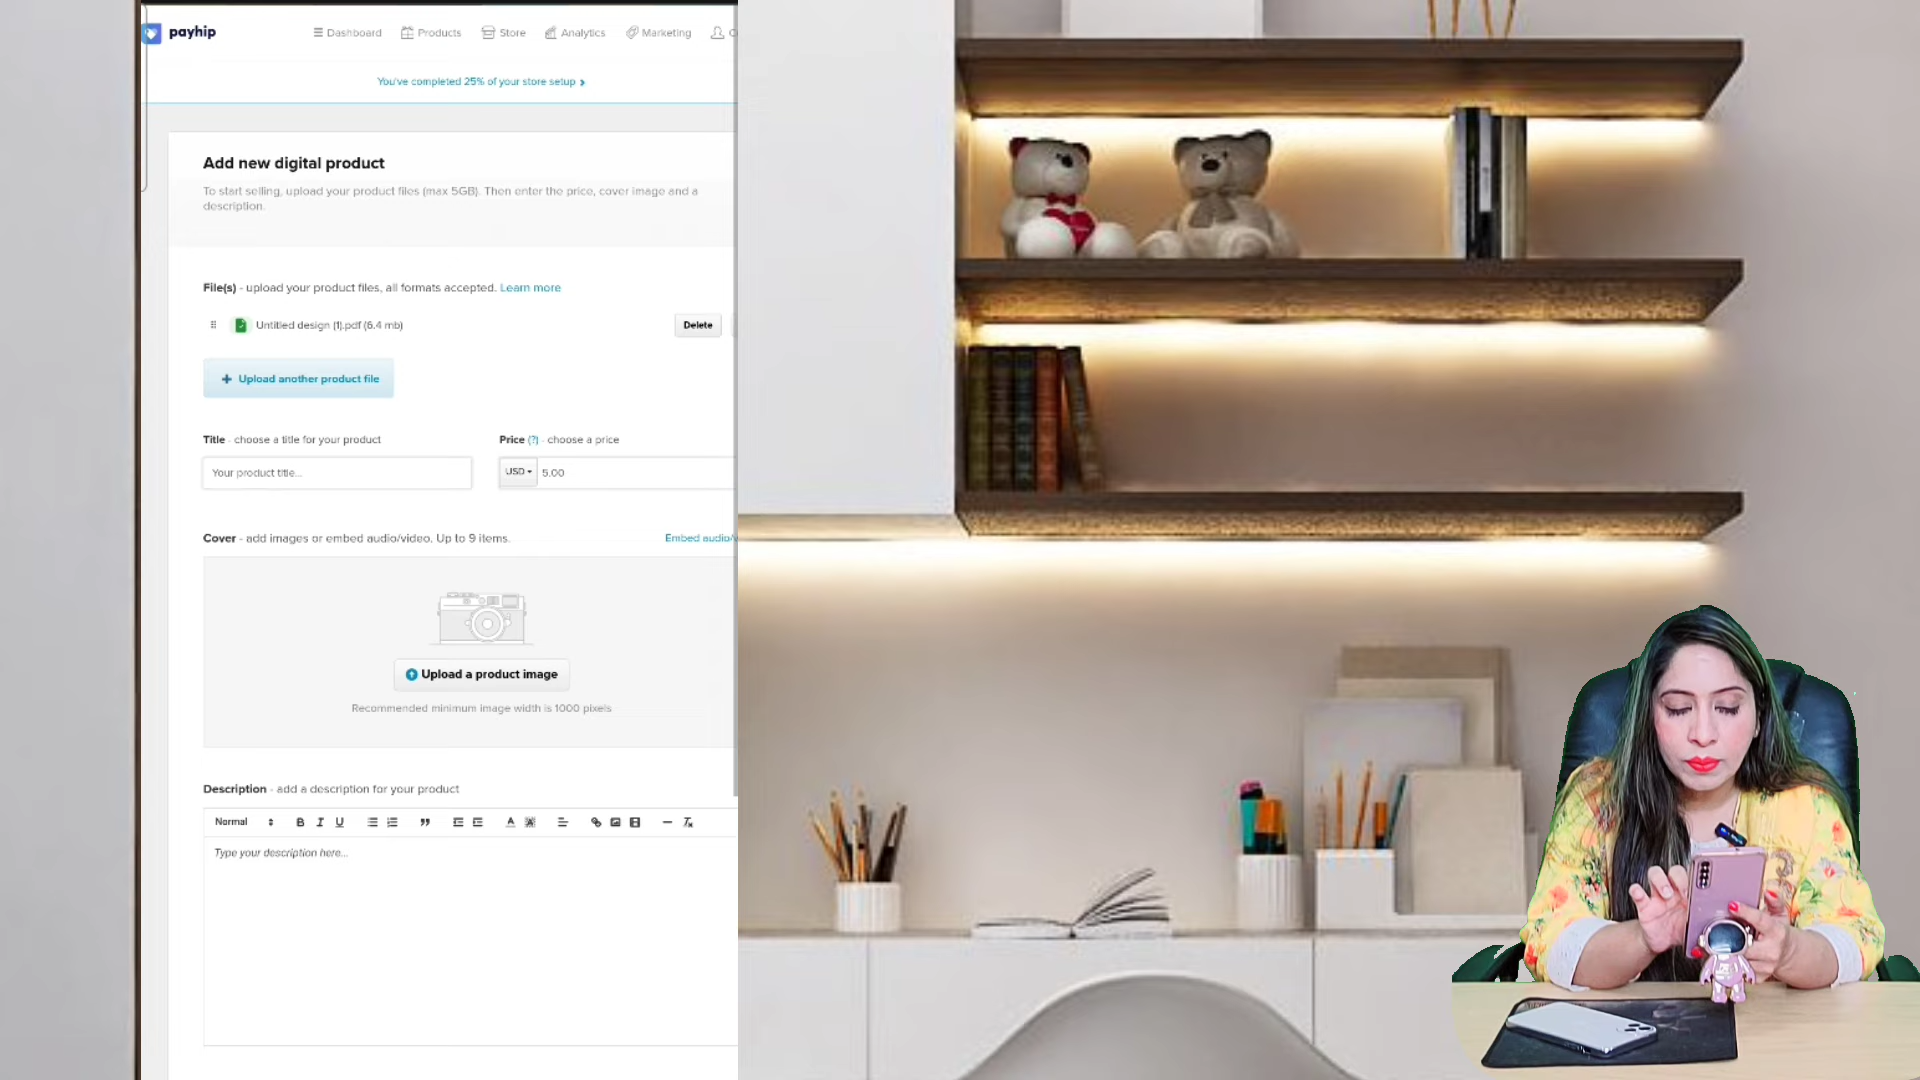 payhip
Dashboard Products Store Analytics Marketing
You've completed 25% of your store setup
Add new digital product
To start selling, upload your product files (max 5GB). Then enter the price, cover image and a
description.
File(s) - upload your product files, all formats accepted. Learn more
Untitled design (1).pdf (6.4 mb) Delete
+ Upload another product file
Title - choose a title for your product Price (?) - choose a price
Your product title... USD 5.00
Cover - add images or embed audio/video. Up to 9 items. Embed audio/
Upload a product image
Recommended minimum image width is 1000 pixels
Description - add a description for your product
Normal B I U
Type your description here...